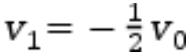 v₁ = − ½ v₀